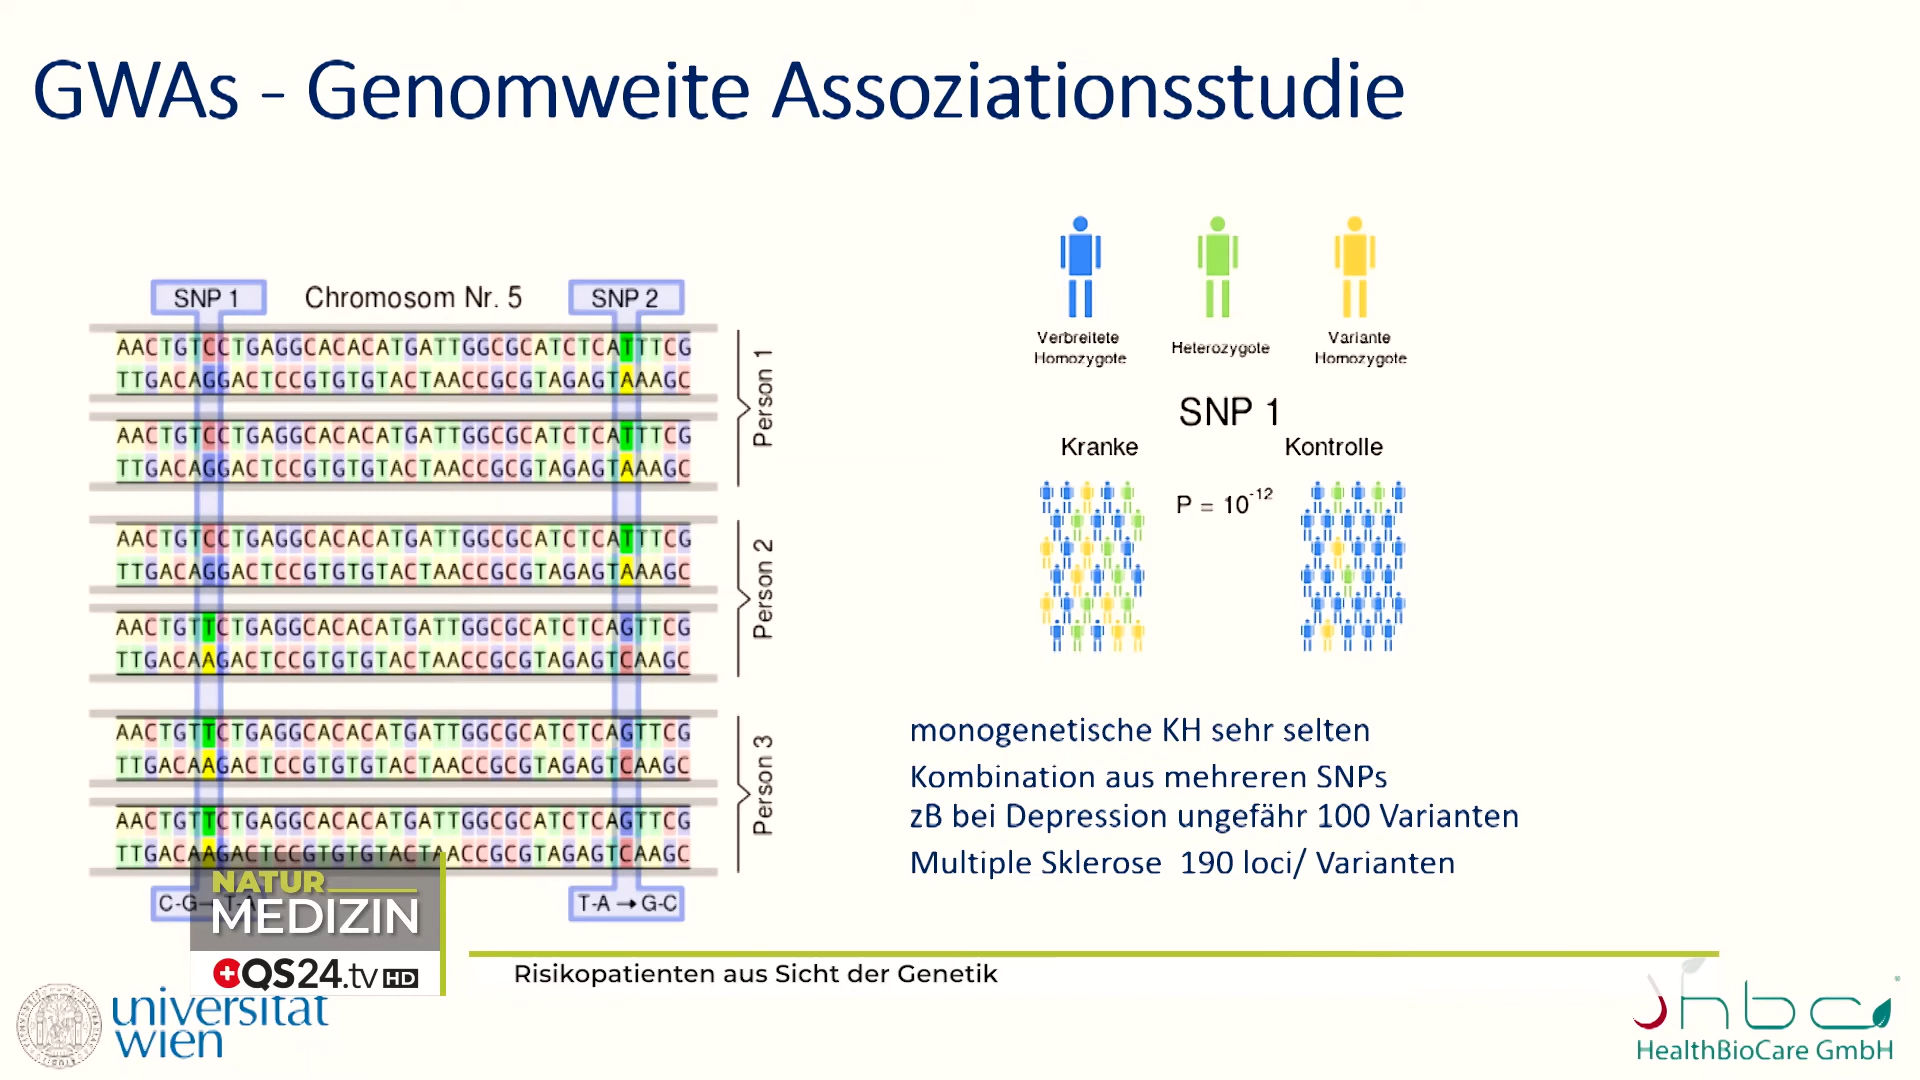 GWAs - Genomweite Assoziationsstudie
SNP 1
Chromosom Nr. 5
SNP 2
AACTGTCCTGAGGCACACATGATTGGCGCATCTCATTTCG
TTGACAGGACTCCGTGTGTACTAACCGCGTAGAGTAAAGC
AACTGTCCTGAGGCACACATGATTGGCGCATCTCATTTCG
TTGACAGGACTCCGTGTGTACTAACCGCGTAGAGTAAAGC
Person 1
AACTGTCCTGAGGCACACATGATTGGCGCATCTCATTTCG
TTGACAGGACTCCGTGTGTACTAACCGCGTAGAGTAAAGC
AACTGTTCTGAGGCACACATGATTGGCGCATCTCAGTTCG
TTGACAAGACTCCGTGTGTACTAACCGCGTAGAGTCAAGC
Person 2
AACTGTTCTGAGGCACACATGATTGGCGCATCTCAGTTCG
TTGACAAGACTCCGTGTGTACTAACCGCGTAGAGTCAAGC
AACTGTTCTGAGGCACACATGATTGGCGCATCTCAGTTCG
TTGACAAGACTCCGTGTGTACTAACCGCGTAGAGTCAAGC
Person 3
C-G→T-A
T-A→G-C
Verbreitete
Homozygote
Heterozygote
Variante
Homozygote
SNP 1
Kranke
Kontrolle
P = 10⁻¹²
monogenetische KH sehr selten
Kombination aus mehreren SNPs
zB bei Depression ungefähr 100 Varianten
Multiple Sklerose 190 loci/ Varianten
NATUR
MEDIZIN
QS24.tv HD
Risikopatienten aus Sicht der Genetik
universität
wien
hbc
HealthBioCare GmbH